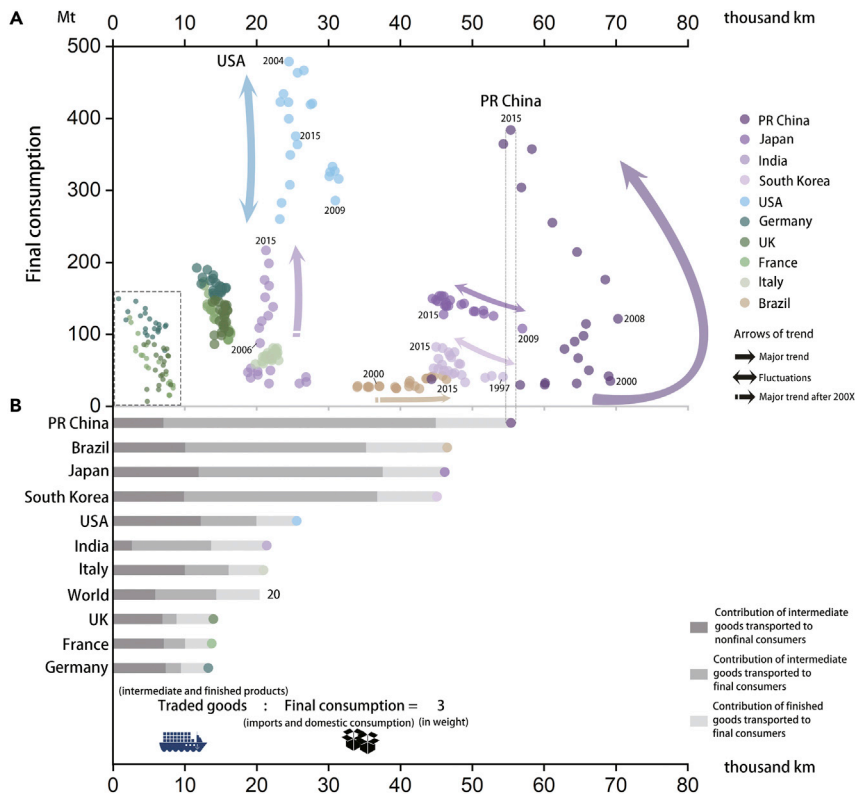 A
Mt
0 10 20 30 40 50 60 70 80
thousand km
500
400
300
200
100
0
Final consumption
USA
2004
2015
2009
PR China
2015
2015
2006
2015
2009
2008
2015
2000
2015
1997
2000
PR China
Japan
India
South Korea
USA
Germany
UK
France
Italy
Brazil
Arrows of trend
Major trend
Fluctuations
Major trend after 200X
B
PR China
Brazil
Japan
South Korea
USA
India
Italy
World
20
UK
France
Germany
Contribution of intermediate
goods transported to
nonfinal consumers
Contribution of intermediate
goods transported to
final consumers
Contribution of finished
goods transported to
final consumers
(intermediate and finished products)
Traded goods : Final consumption = 3
(imports and domestic consumption) (in weight)
0 10 20 30 40 50 60 70 80
thousand km